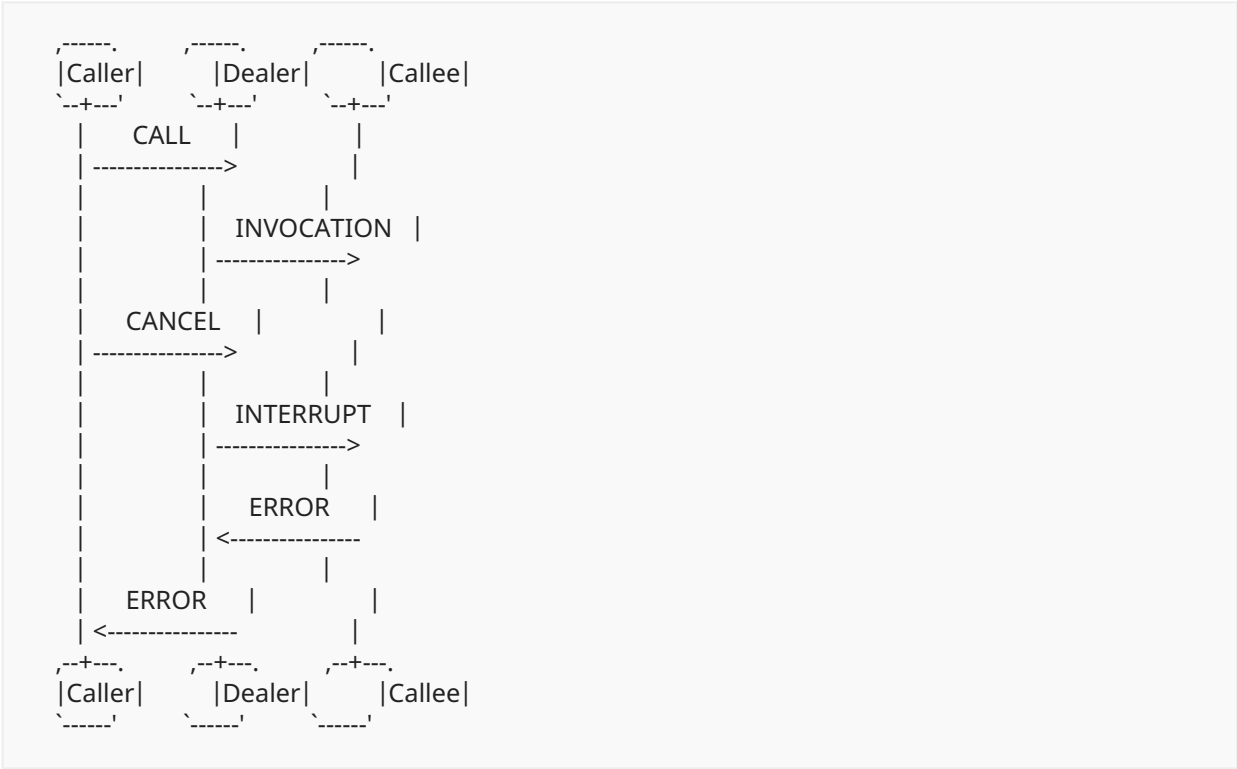 ,------.          ,------.          ,------.
|Caller|          |Dealer|          |Callee|
`--+---'          `--+---'          `--+---'
   |       CALL      |                 |
   | ---------------->                 |
   |                 |                 |
   |                 |    INVOCATION   |
   |                 | ---------------->
   |                 |                 |
   |      CANCEL     |                 |
   | ---------------->                 |
   |                 |                 |
   |                 |    INTERRUPT    |
   |                 | ---------------->
   |                 |                 |
   |                 |      ERROR      |
   |                 | <----------------
   |                 |                 |
   |      ERROR      |                 |
   | <----------------                 |
,--+---.          ,--+---.          ,--+---.
|Caller|          |Dealer|          |Callee|
`------'          `------'          `------'